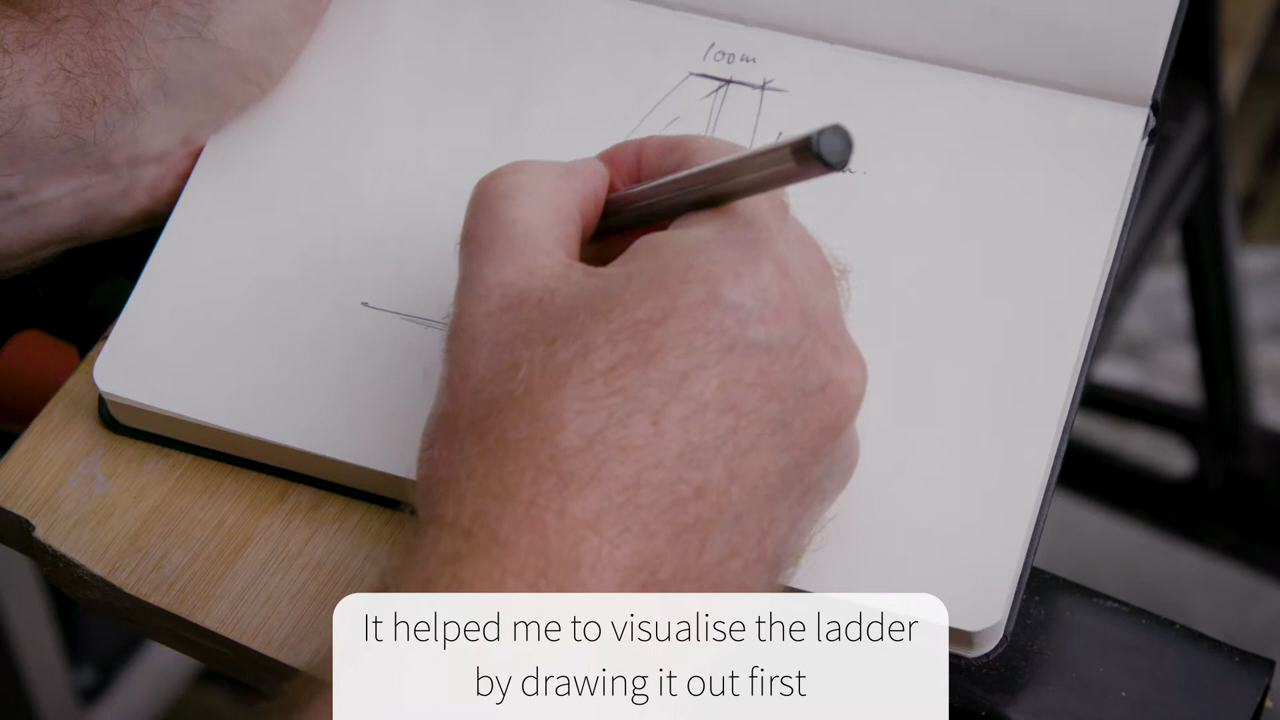 100m
It helped me to visualise the ladder
by drawing it out first